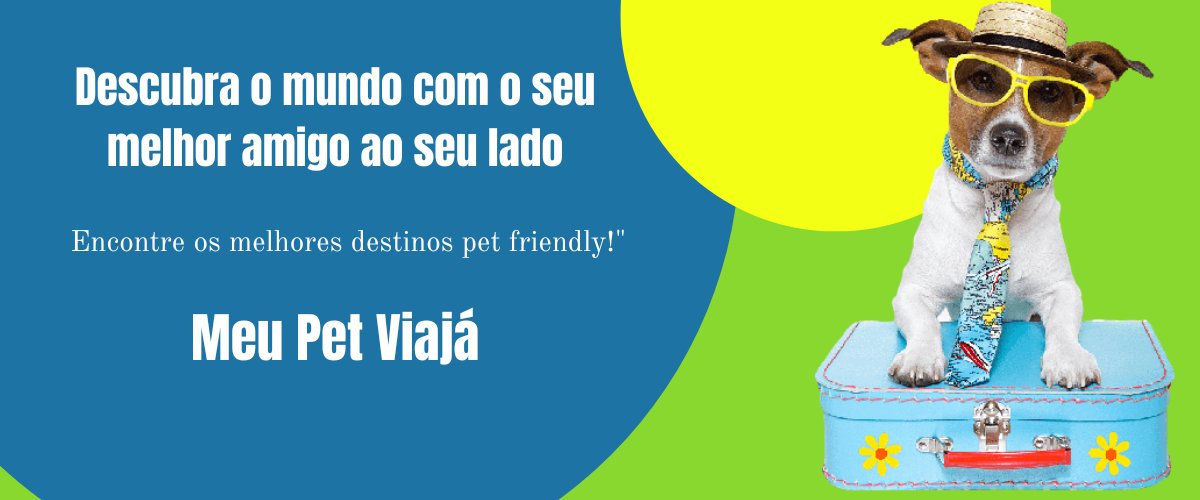 Descubra o mundo com o seu
melhor amigo ao seu lado
Encontre os melhores destinos pet friendly!"
Meu Pet Viajá